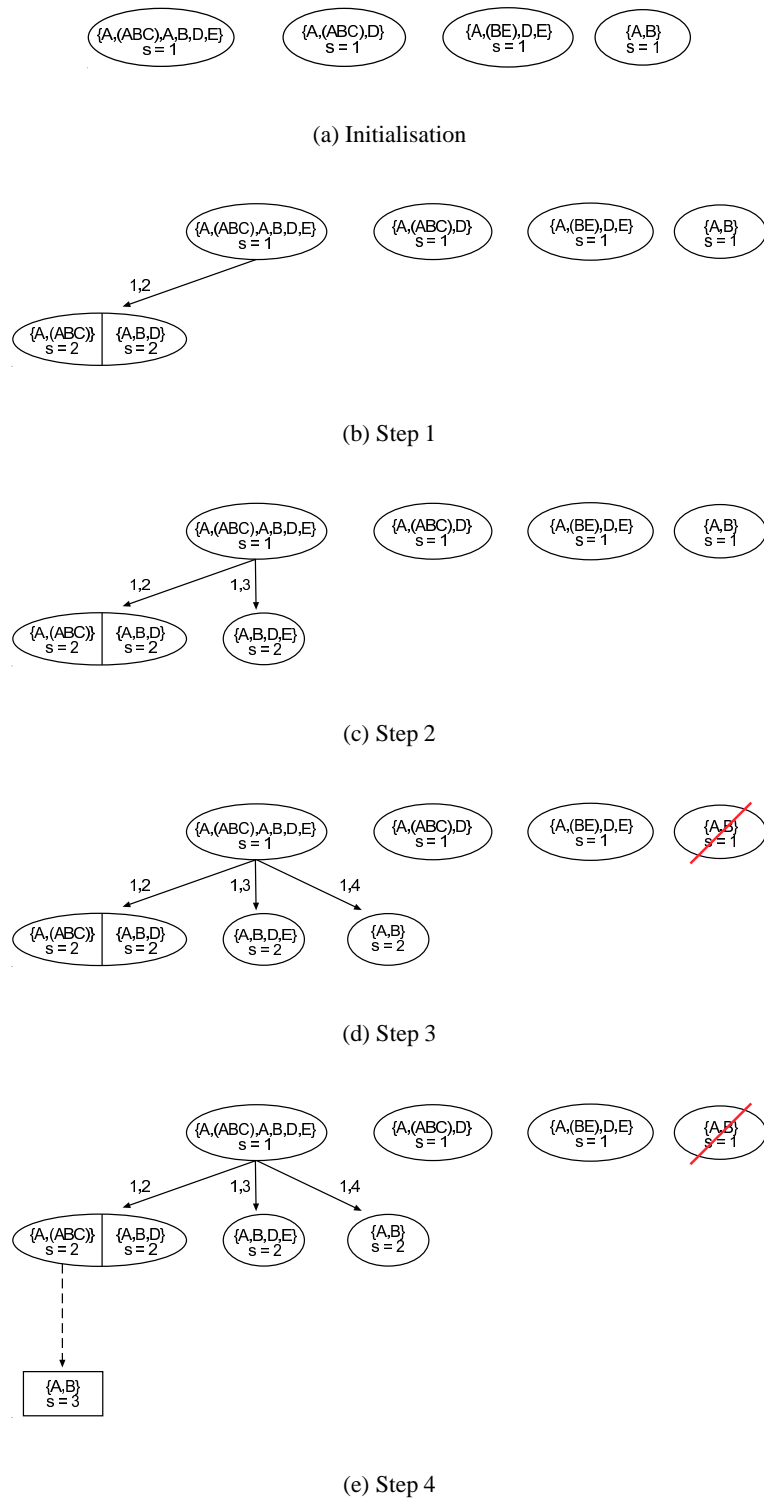 {A,(ABC),A,B,D,E} {A,(ABC),D} {A,(BE),D,E} {A,B}
s = 1 s = 1 s = 1 s = 1
(a) Initialisation
{A,(ABC),A,B,D,E} {A,(ABC),D} {A,(BE),D,E} {A,B}
s = 1 s = 1 s = 1 s = 1
1,2
{A,(ABC)} {A,B,D}
s = 2 s = 2
(b) Step 1
{A,(ABC),A,B,D,E} {A,(ABC),D} {A,(BE),D,E} {A,B}
s = 1 s = 1 s = 1 s = 1
1,2 1,3
{A,(ABC)} {A,B,D} {A,B,D,E}
s = 2 s = 2 s = 2
(c) Step 2
{A,(ABC),A,B,D,E} {A,(ABC),D} {A,(BE),D,E} {A,B}
s = 1 s = 1 s = 1 s = 1
1,2 1,3 1,4
{A,(ABC)} {A,B,D} {A,B,D,E} {A,B}
s = 2 s = 2 s = 2 s = 2
(d) Step 3
{A,(ABC),A,B,D,E} {A,(ABC),D} {A,(BE),D,E} {A,B}
s = 1 s = 1 s = 1 s = 1
1,2 1,3 1,4
{A,(ABC)} {A,B,D} {A,B,D,E} {A,B}
s = 2 s = 2 s = 2 s = 2
{A,B}
s = 3
(e) Step 4